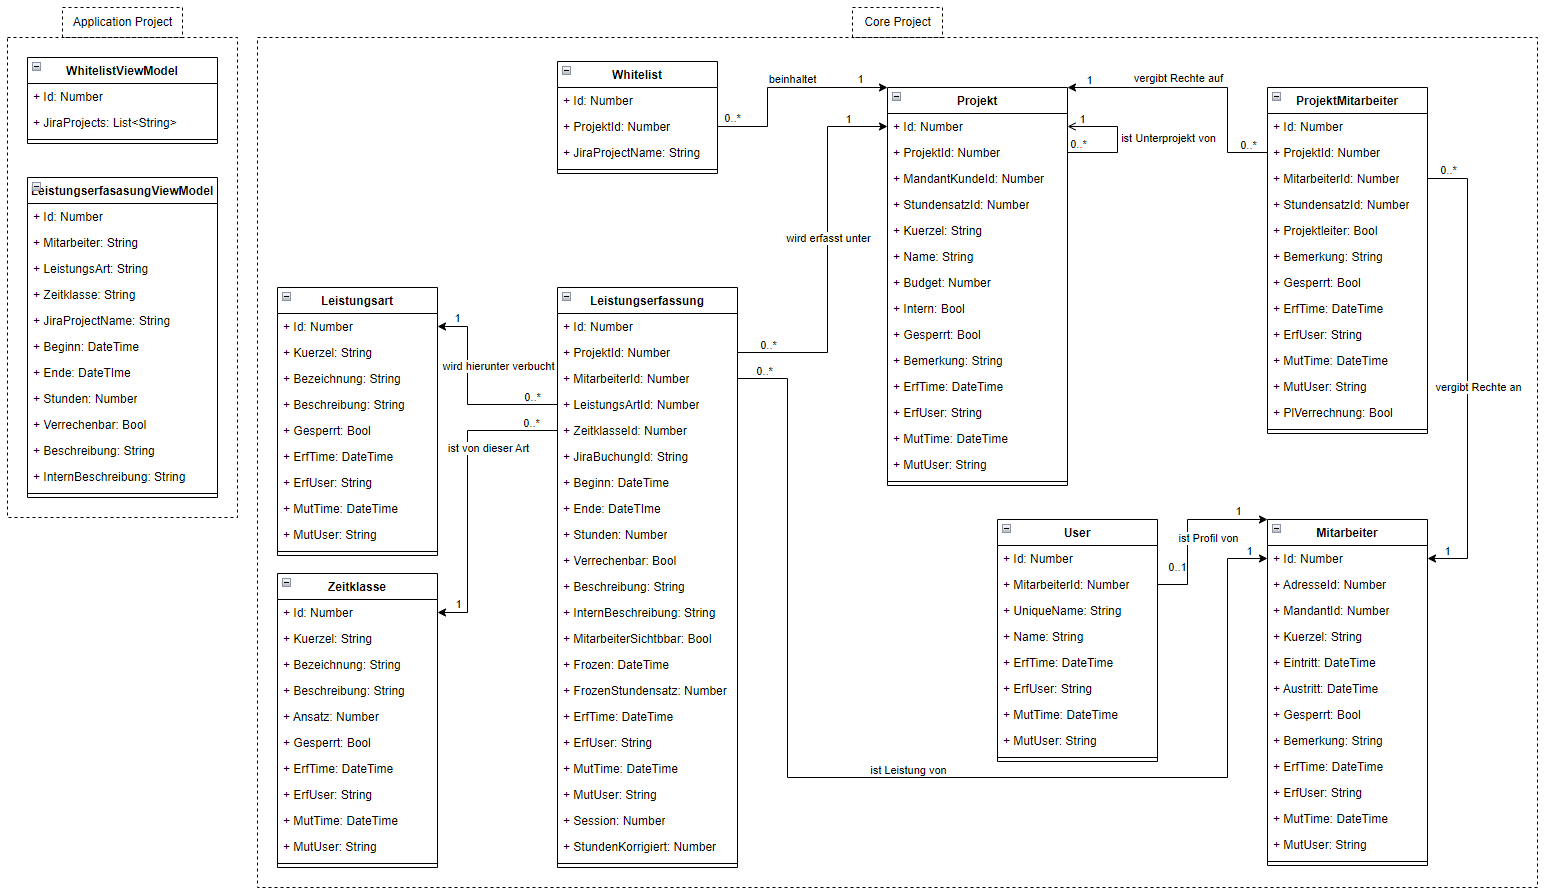 Application Project
WhitelistViewModel
+ Id: Number
+ JiraProjects: List<String>
LeistungserfasasungViewModel
+ Id: Number
+ Mitarbeiter: String
+ LeistungsArt: String
+ Zeitklasse: String
+ JiraProjectName: String
+ Beginn: DateTime
+ Ende: DateTIme
+ Stunden: Number
+ Verrechenbar: Bool
+ Beschreibung: String
+ InternBeschreibung: String
Core Project
Whitelist
+ Id: Number
+ ProjektId: Number
+ JiraProjectName: String
beinhaltet
1
0..*
Projekt
+ Id: Number
+ ProjektId: Number
+ MandantKundeId: Number
+ StundensatzId: Number
+ Kuerzel: String
+ Name: String
+ Budget: Number
+ Intern: Bool
+ Gesperrt: Bool
+ Bemerkung: String
+ ErfTime: DateTime
+ ErfUser: String
+ MutTime: DateTime
+ MutUser: String
1
ist Unterprojekt von
0..*
1
vergibt Rechte auf
0..*
ProjektMitarbeiter
+ Id: Number
+ ProjektId: Number
+ MitarbeiterId: Number
+ StundensatzId: Number
+ Projektleiter: Bool
+ Bemerkung: String
+ Gesperrt: Bool
+ ErfTime: DateTime
+ ErfUser: String
+ MutTime: DateTime
+ MutUser: String
+ PlVerrechnung: Bool
0..*
vergibt Rechte an
1
Leistungsart
+ Id: Number
+ Kuerzel: String
+ Bezeichnung: String
+ Beschreibung: String
+ Gesperrt: Bool
+ ErfTime: DateTime
+ ErfUser: String
+ MutTime: DateTime
+ MutUser: String
1
wird hierunter verbucht
0..*
0..*
ist von dieser Art
1
Zeitklasse
+ Id: Number
+ Kuerzel: String
+ Bezeichnung: String
+ Beschreibung: String
+ Ansatz: Number
+ Gesperrt: Bool
+ ErfTime: DateTime
+ ErfUser: String
+ MutTime: DateTime
+ MutUser: String
Leistungserfassung
+ Id: Number
+ ProjektId: Number
+ MitarbeiterId: Number
+ LeistungsArtId: Number
+ ZeitklasseId: Number
+ JiraBuchungId: String
+ Beginn: DateTime
+ Ende: DateTIme
+ Stunden: Number
+ Verrechenbar: Bool
+ Beschreibung: String
+ InternBeschreibung: String
+ MitarbeiterSichtbbar: Bool
+ Frozen: DateTime
+ FrozenStundensatz: Number
+ ErfTime: DateTime
+ ErfUser: String
+ MutTime: DateTime
+ MutUser: String
+ Session: Number
+ StundenKorrigiert: Number
1
wird erfasst unter
0..*
0..*
ist Leistung von
1
User
+ Id: Number
+ MitarbeiterId: Number
+ UniqueName: String
+ Name: String
+ ErfTime: DateTime
+ ErfUser: String
+ MutTime: DateTime
+ MutUser: String
1
ist Profil von
0..1
Mitarbeiter
+ Id: Number
+ AdresseId: Number
+ MandantId: Number
+ Kuerzel: String
+ Eintritt: DateTime
+ Austritt: DateTime
+ Gesperrt: Bool
+ Bemerkung: String
+ ErfTime: DateTime
+ ErfUser: String
+ MutTime: DateTime
+ MutUser: String